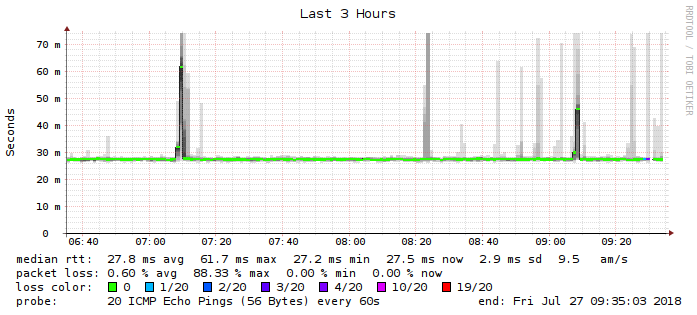 Last 3 Hours
RRDTOOL / TOBI OETIKER
Seconds
70 m
60 m
50 m
40 m
30 m
20 m
10 m
0
06:40 07:00 07:20 07:40 08:00 08:20 08:40 09:00 09:20
median rtt: 27.8 ms avg 61.7 ms max 27.2 ms min 27.5 ms now 2.9 ms sd 9.5 am/s
packet loss: 0.60 % avg 88.33 % max 0.00 % min 0.00 % now
loss color: 0 1/20 2/20 3/20 4/20 10/20 19/20
probe: 20 ICMP Echo Pings (56 Bytes) every 60s end: Fri Jul 27 09:35:03 2018